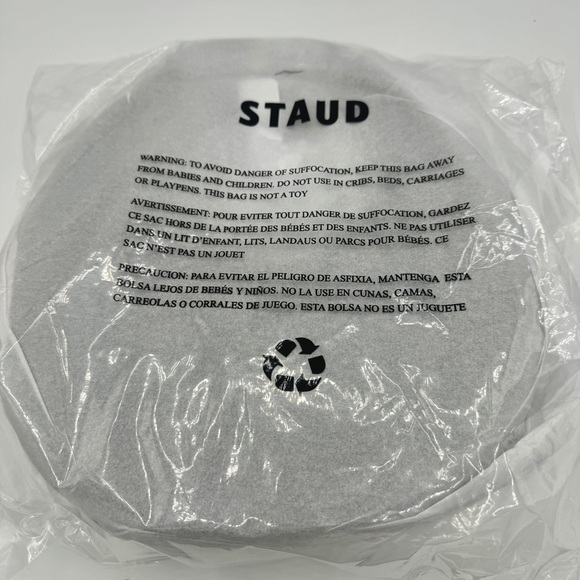 STAUD
WARNING: TO AVOID DANGER OF SUFFOCATION, KEEP THIS BAG AWAY
FROM BABIES AND CHILDREN. DO NOT USE IN CRIBS, BEDS, CARRIAGES
OR PLAYPENS. THIS BAG IS NOT A TOY
AVERTISSEMENT: POUR EVITER TOUT DANGER DE SUFFOCATION, GARDEZ
CE SAC HORS DE LA PORTÉE DES BÉBÉS ET DES ENFANTS. NE PAS UTILISER
DANS UN LIT D'ENFANT, LITS, LANDAUS OU PARCS POUR BÉBÉS. CE
SAC N'EST PAS UN JOUET
PRECAUCION: PARA EVITAR EL PELIGRO DE ASFIXIA, MANTENGA ESTA
BOLSA LEJOS DE BEBÉS Y NIÑOS. NO LA USE EN CUNAS, CAMAS,
CARREOLAS O CORRALES DE JUEGO. ESTA BOLSA NO ES UN JUGUETE